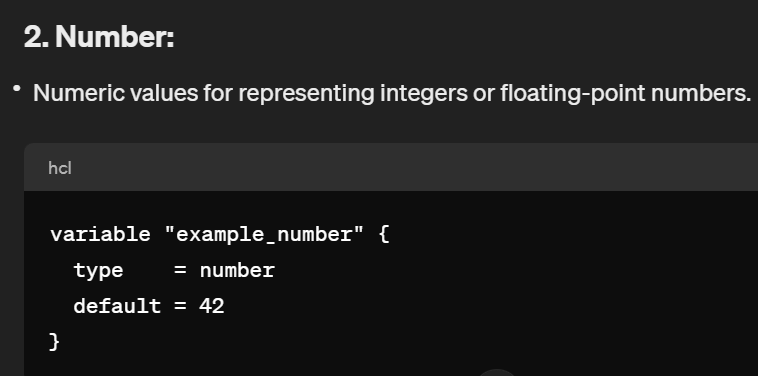 2. Number:
• Numeric values for representing integers or floating-point numbers.
hcl
variable "example_number" {
  type    = number
  default = 42
}